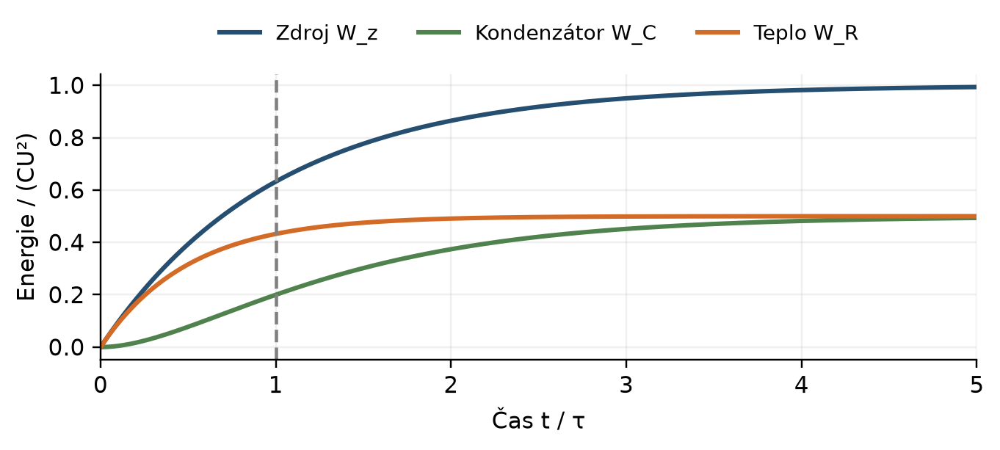 Zdroj W_z Kondenzátor W_C Teplo W_R
Energie / (CU²)
1.0
0.8
0.6
0.4
0.2
0.0
0 1 2 3 4 5
Čas t / τ